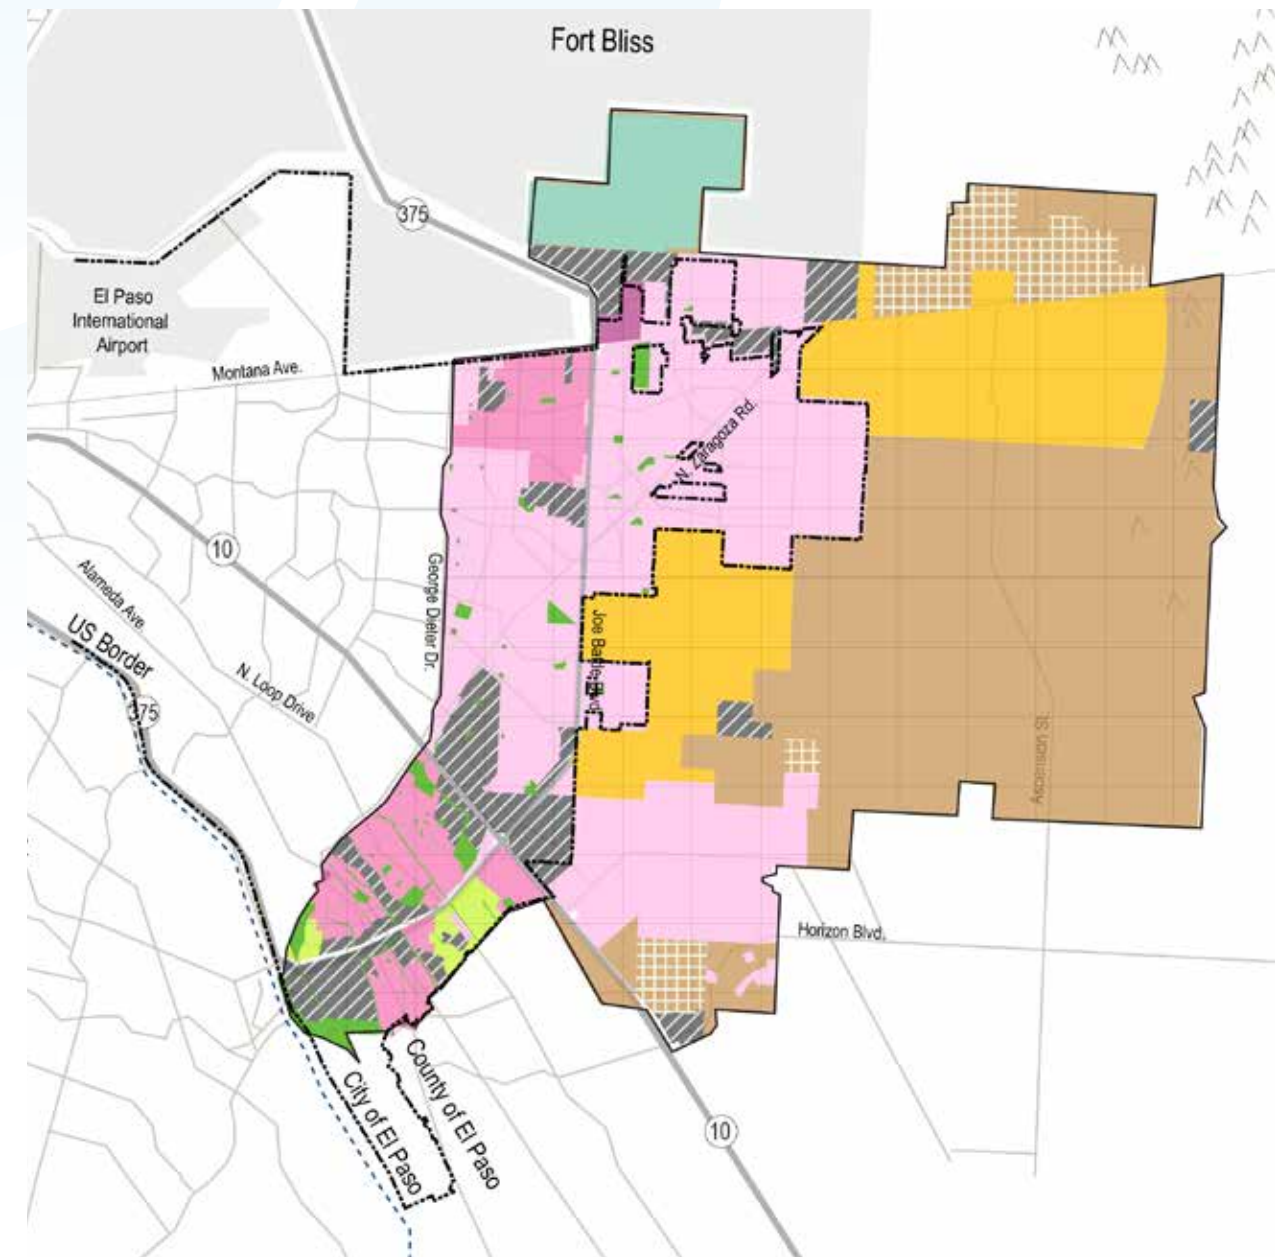 Fort Bliss
375
El Paso
International
Airport
Montana Ave.
N. Zaragoza Rd.
10
Alameda Ave.
George Dieter Dr.
US Border
Joe Battle Blvd.
N. Loop Drive
375
Ascension St.
Horizon Blvd.
County of El Paso
City of El Paso
10